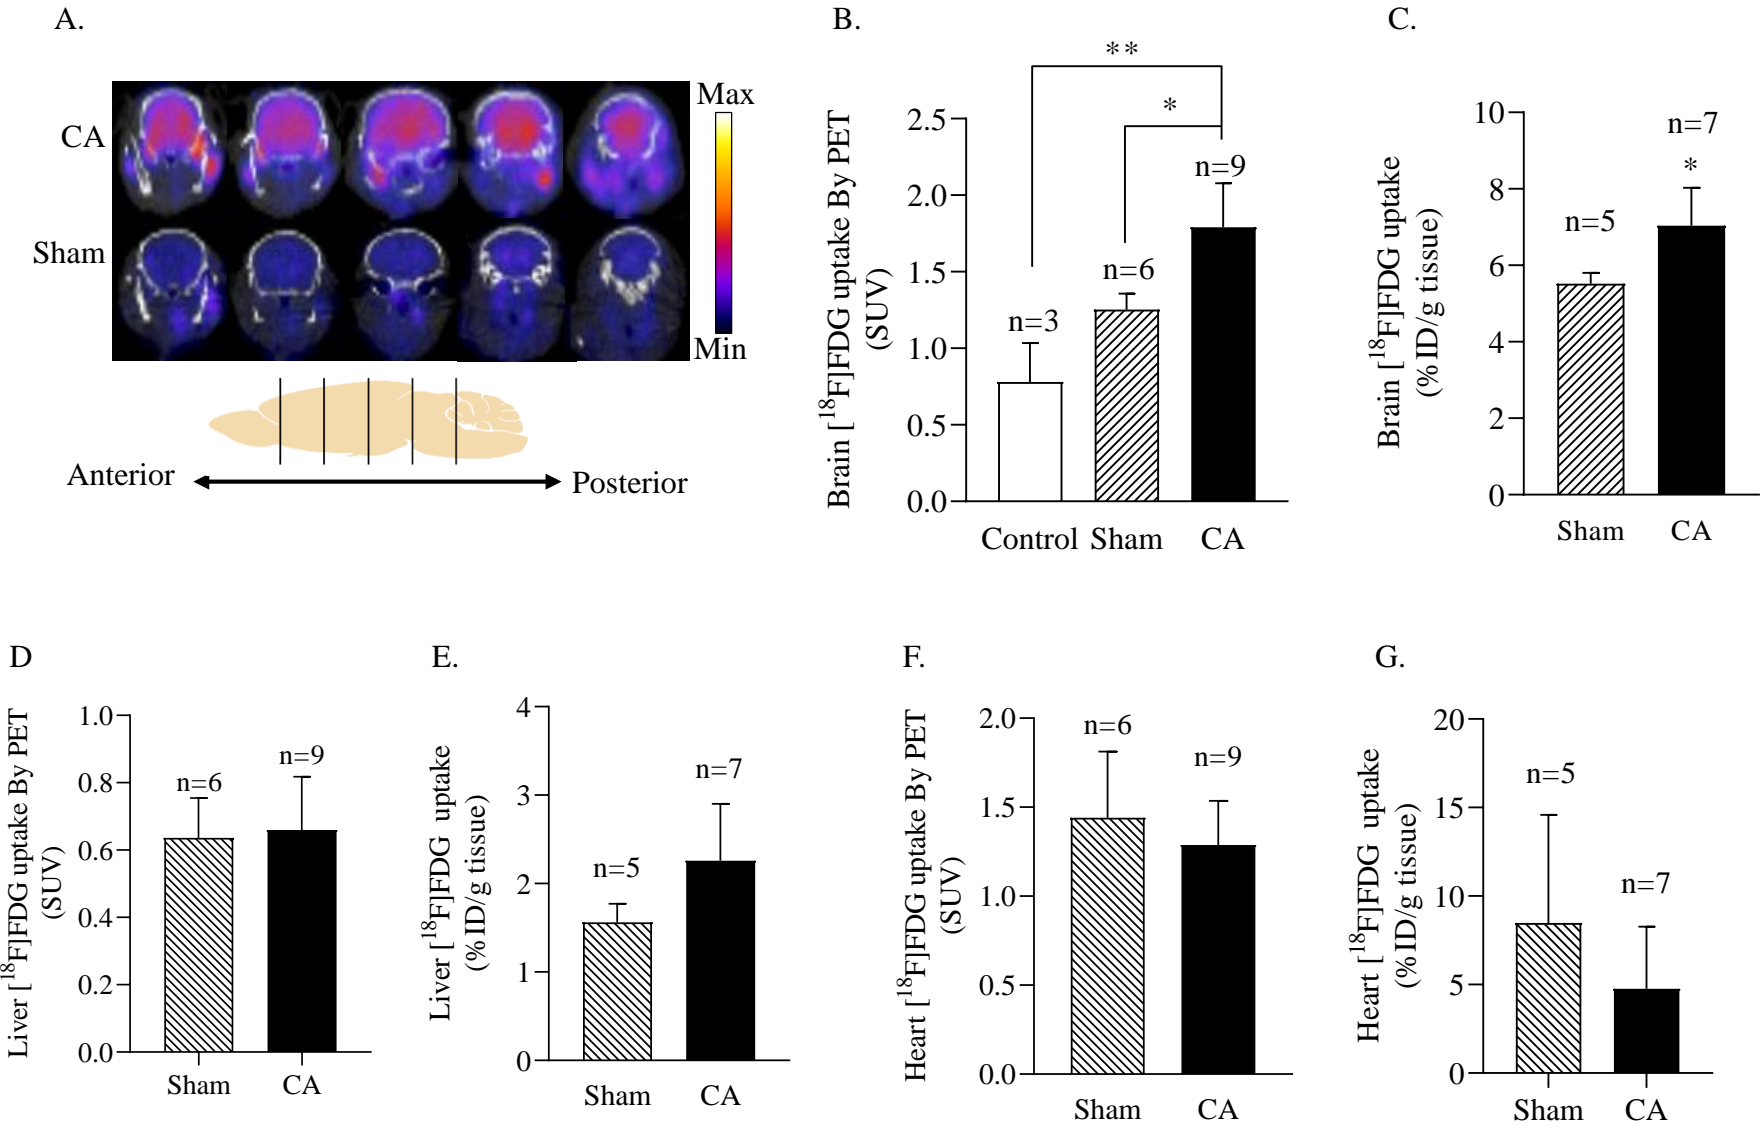 A.
CA
Sham
Max
Min
Anterior
Posterior
B.
Brain [18F]FDG uptake By PET
(SUV)
2.5
2.0
1.5
1.0
0.5
0.0
**
*
n=3
n=6
n=9
Control
Sham
CA
C.
Brain [18F]FDG uptake
(%ID/g tissue)
10
8
6
4
2
0
n=5
n=7
*
Sham
CA
D
Liver [18F]FDG uptake By PET
(SUV)
1.0
0.8
0.6
0.4
0.2
0.0
n=6
n=9
Sham
CA
E.
Liver [18F]FDG uptake
(%ID/g tissue)
4
3
2
1
0
n=5
n=7
Sham
CA
F.
Heart [18F]FDG uptake By PET
(SUV)
2.0
1.5
1.0
0.5
0.0
n=6
n=9
Sham
CA
G.
Heart [18F]FDG uptake
(%ID/g tissue)
20
15
10
5
0
n=5
n=7
Sham
CA